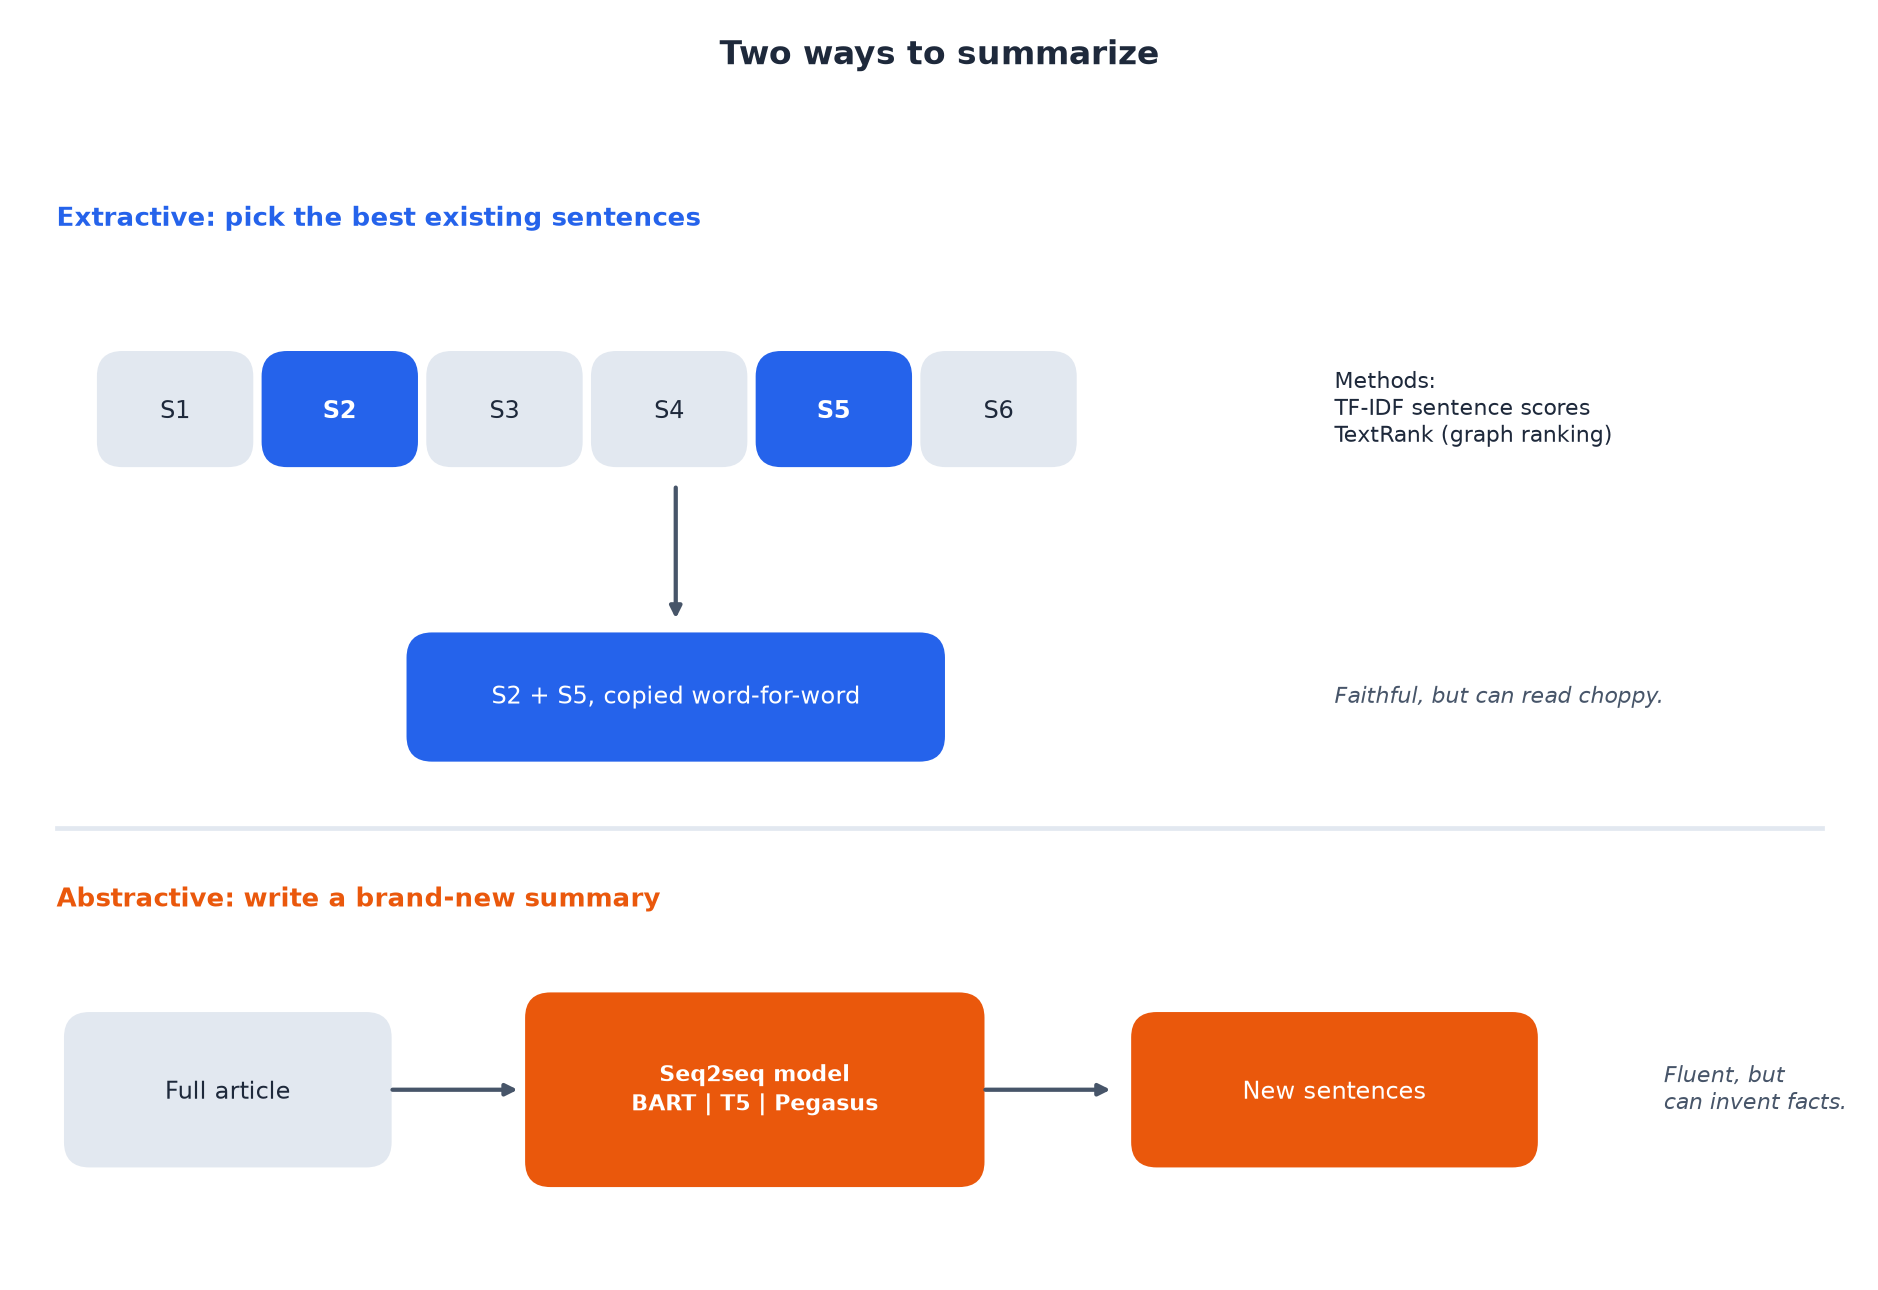 Two ways to summarize
Extractive: pick the best existing sentences
S1
S2
S3
S4
S5
S6
Methods:
TF-IDF sentence scores
TextRank (graph ranking)
S2 + S5, copied word-for-word
Faithful, but can read choppy.
Abstractive: write a brand-new summary
Full article
Seq2seq model
BART | T5 | Pegasus
New sentences
Fluent, but
can invent facts.